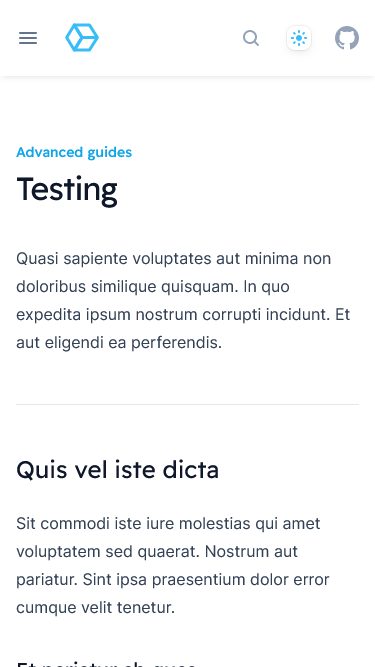 Advanced guides
Testing
Quasi sapiente voluptates aut minima non
doloribus similique quisquam. In quo
expedita ipsum nostrum corrupti incidunt. Et
aut eligendi ea perferendis.
Quis vel iste dicta
Sit commodi iste iure molestias qui amet
voluptatem sed quaerat. Nostrum aut
pariatur. Sint ipsa praesentium dolor error
cumque velit tenetur.